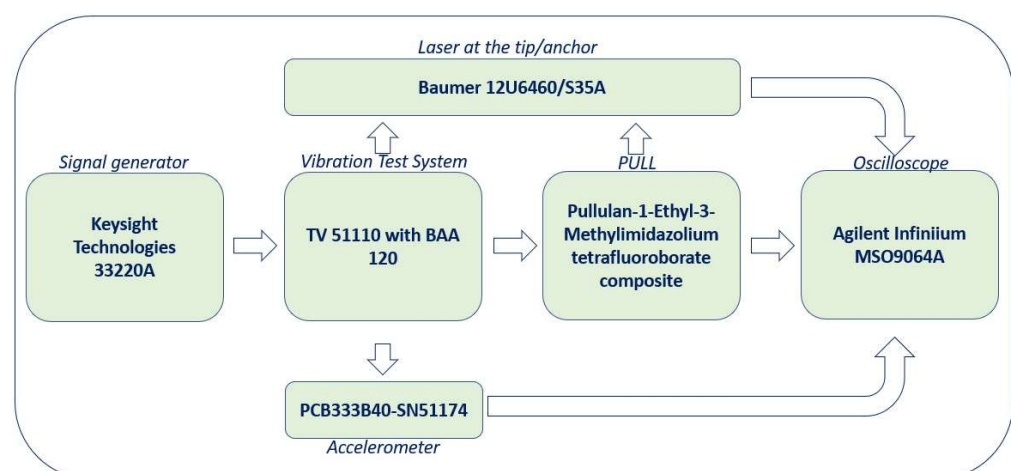 Laser at the tip/anchor
Baumer 12U6460/S35A
Signal generator
Vibration Test System
PULL
Oscilloscope
Keysight
Technologies
33220A
TV 51110 with BAA
120
Pullulan-1-Ethyl-3-
Methylimidazolium
tetrafluoroborate
composite
Agilent Infiniium
MSO9064A
PCB333B40-SN51174
Accelerometer